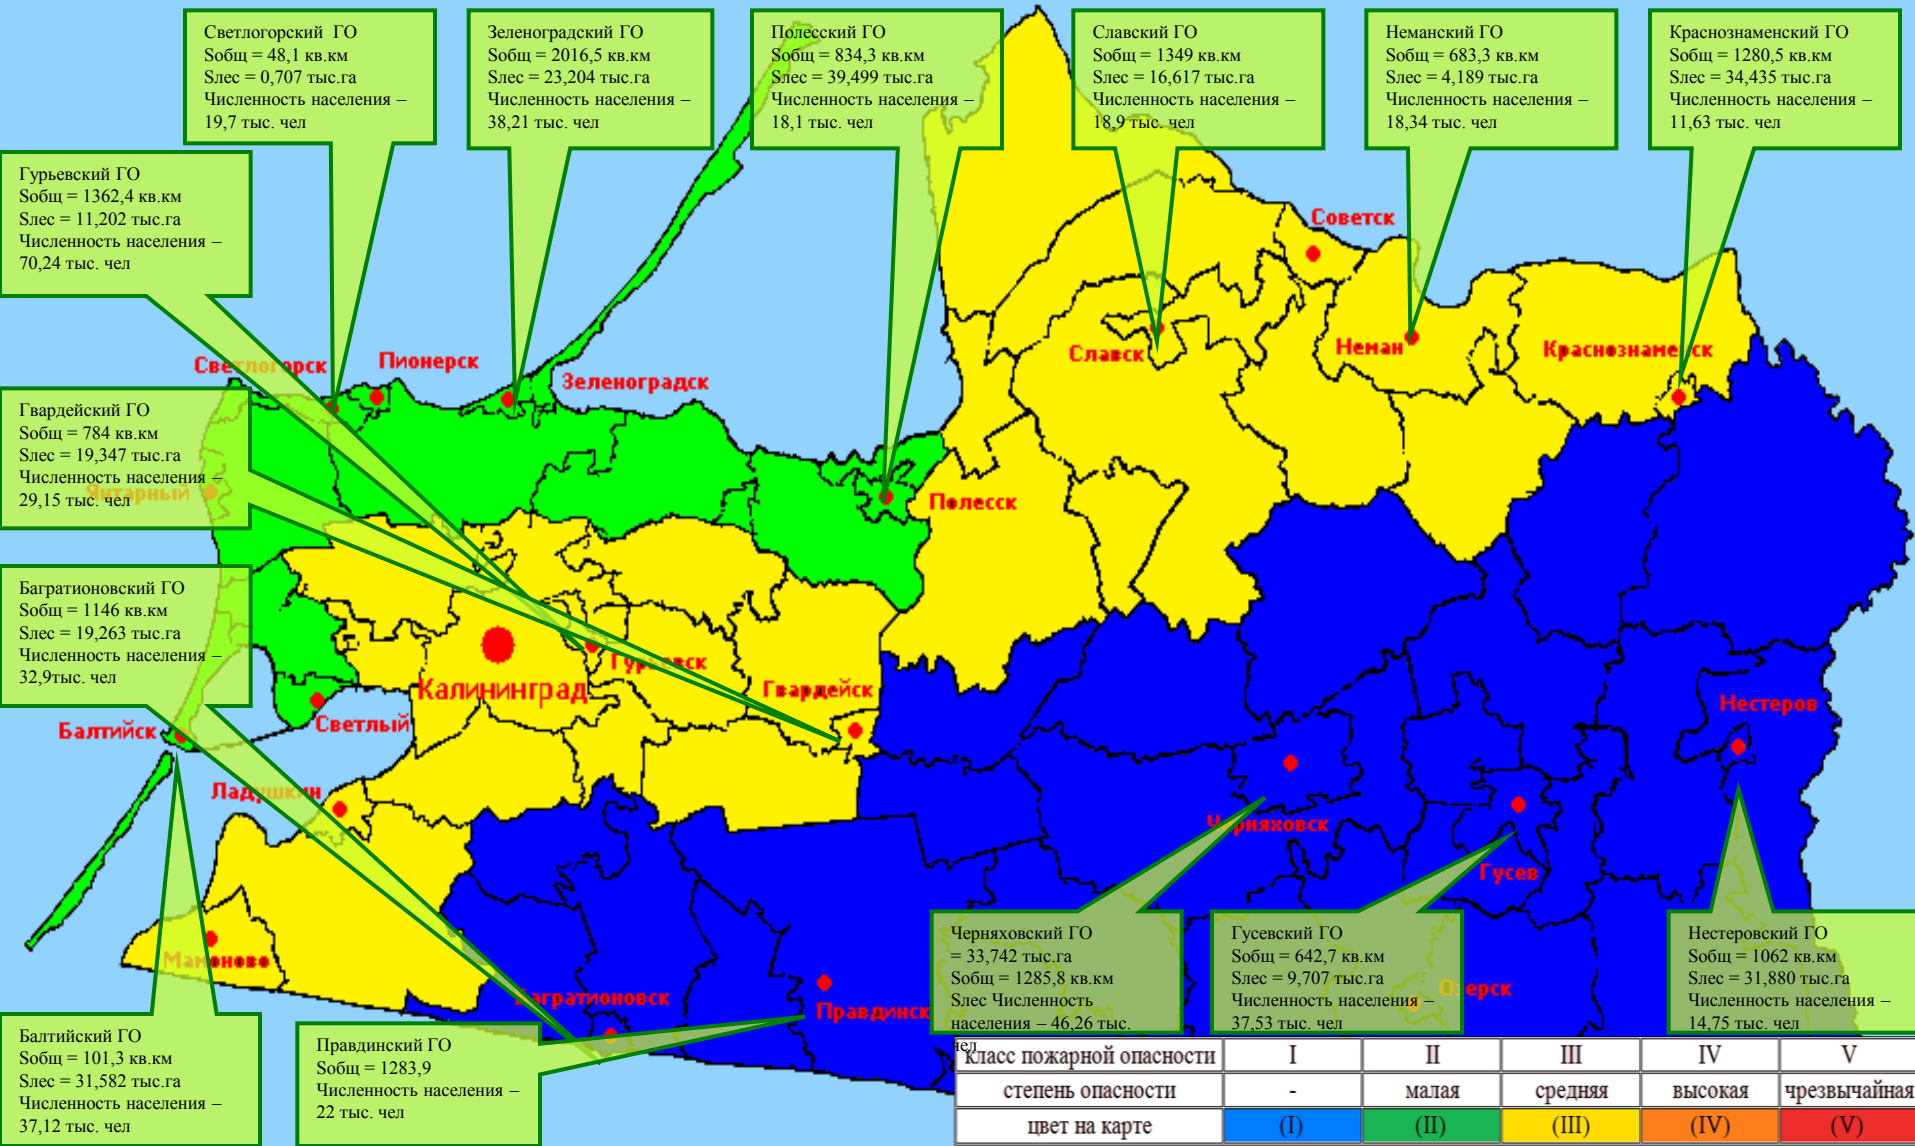 Светлогорский ГО
Sобщ = 48,1 кв.км
Sлес = 0,707 тыс.га
Численность населения –
19,7 тыс. чел
Зеленоградский ГО
Sобщ = 2016,5 кв.км
Sлес = 23,204 тыс.га
Численность населения –
38,21 тыс. чел
Полесский ГО
Sобщ = 834,3 кв.км
Sлес = 39,499 тыс.га
Численность населения –
18,1 тыс. чел
Славский ГО
Sобщ = 1349 кв.км
Sлес = 16,617 тыс.га
Численность населения –
18,9 тыс. чел
Неманский ГО
Sобщ = 683,3 кв.км
Sлес = 4,189 тыс.га
Численность населения –
18,34 тыс. чел
Краснознаменский ГО
Sобщ = 1280,5 кв.км
Sлес = 34,435 тыс.га
Численность населения –
11,63 тыс. чел
Гурьевский ГО
Sобщ = 1362,4 кв.км
Sлес = 11,202 тыс.га
Численность населения –
70,24 тыс. чел
Советск
Славск
Неман
Краснознаменск
Светлогорск
Пионерск
Зеленоградск
Гвардейский ГО
Sобщ = 784 кв.км
Sлес = 19,347 тыс.га
Численность населения –
29,15 тыс. чел
Янтарный
Полесск
Багратионовский ГО
Sобщ = 1146 кв.км
Sлес = 19,263 тыс.га
Численность населения –
32,9тыс. чел
Гурьевск
Калининград
Гвардейск
Нестеров
Балтийск
Светлый
Ладушкин
Черняховск
Гусев
Мамоново
Багратионовск
Правдинск
Озерск
Черняховский ГО
= 33,742 тыс.га
Sобщ = 1285,8 кв.км
Sлес Численность
населения – 46,26 тыс.
чел
Гусевский ГО
Sобщ = 642,7 кв.км
Sлес = 9,707 тыс.га
Численность населения –
37,53 тыс. чел
Нестеровский ГО
Sобщ = 1062 кв.км
Sлес = 31,880 тыс.га
Численность населения –
14,75 тыс. чел
Балтийский ГО
Sобщ = 101,3 кв.км
Sлес = 31,582 тыс.га
Численность населения –
37,12 тыс. чел
Правдинский ГО
Sобщ = 1283,9
Численность населения –
22 тыс. чел
класс пожарной опасности I II III IV V
степень опасности - малая средняя высокая чрезвычайная
цвет на карте (I) (II) (III) (IV) (V)